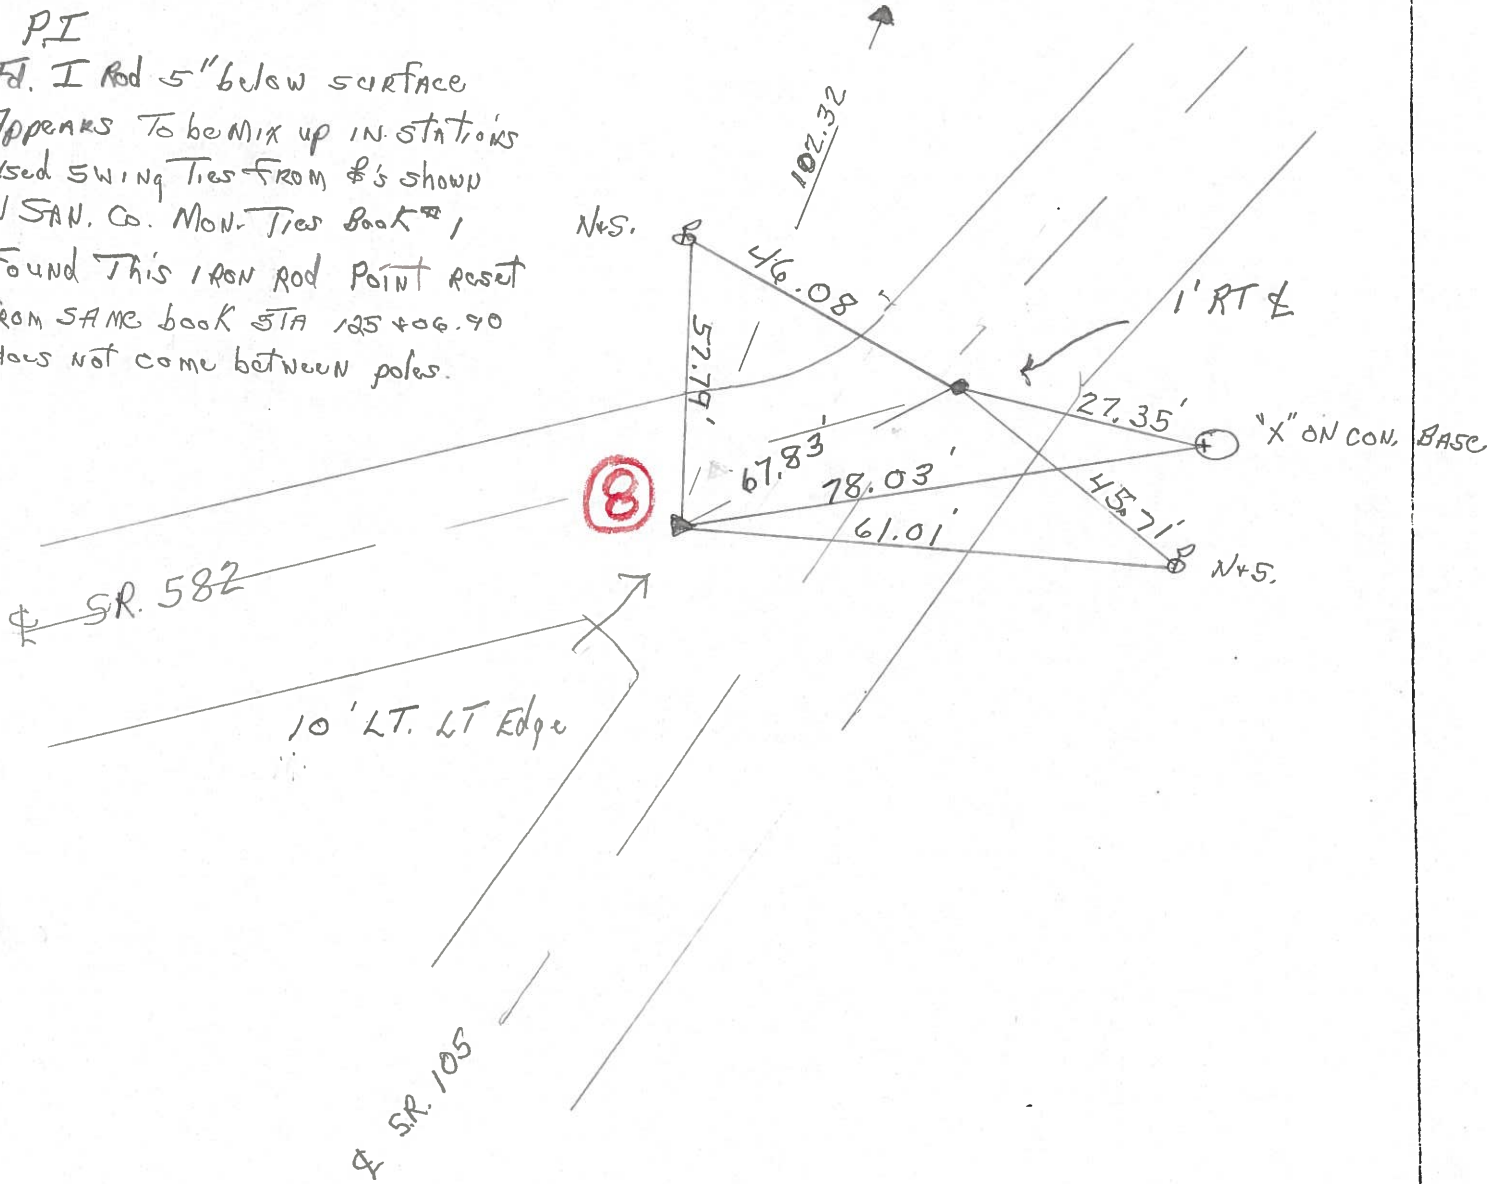 P.I
Fd. I Rod 5" below surface
Appears To be Mix up in stations
Used Swing Ties From ⅊'s shown
N San. Co. Mon. Ties Book #1
Found This Iron Rod Point Reset
From same book STA 125+06.90
does not come between poles.
102.32
N+S.
46.08'
1' RT ℄
57.79'
27.35'
"X" ON CON. BASE
67.83'
78.03'
45.71'
8
61.01'
N+S.
℄ S.R. 582
10' LT. LT Edge
℄ S.R. 105